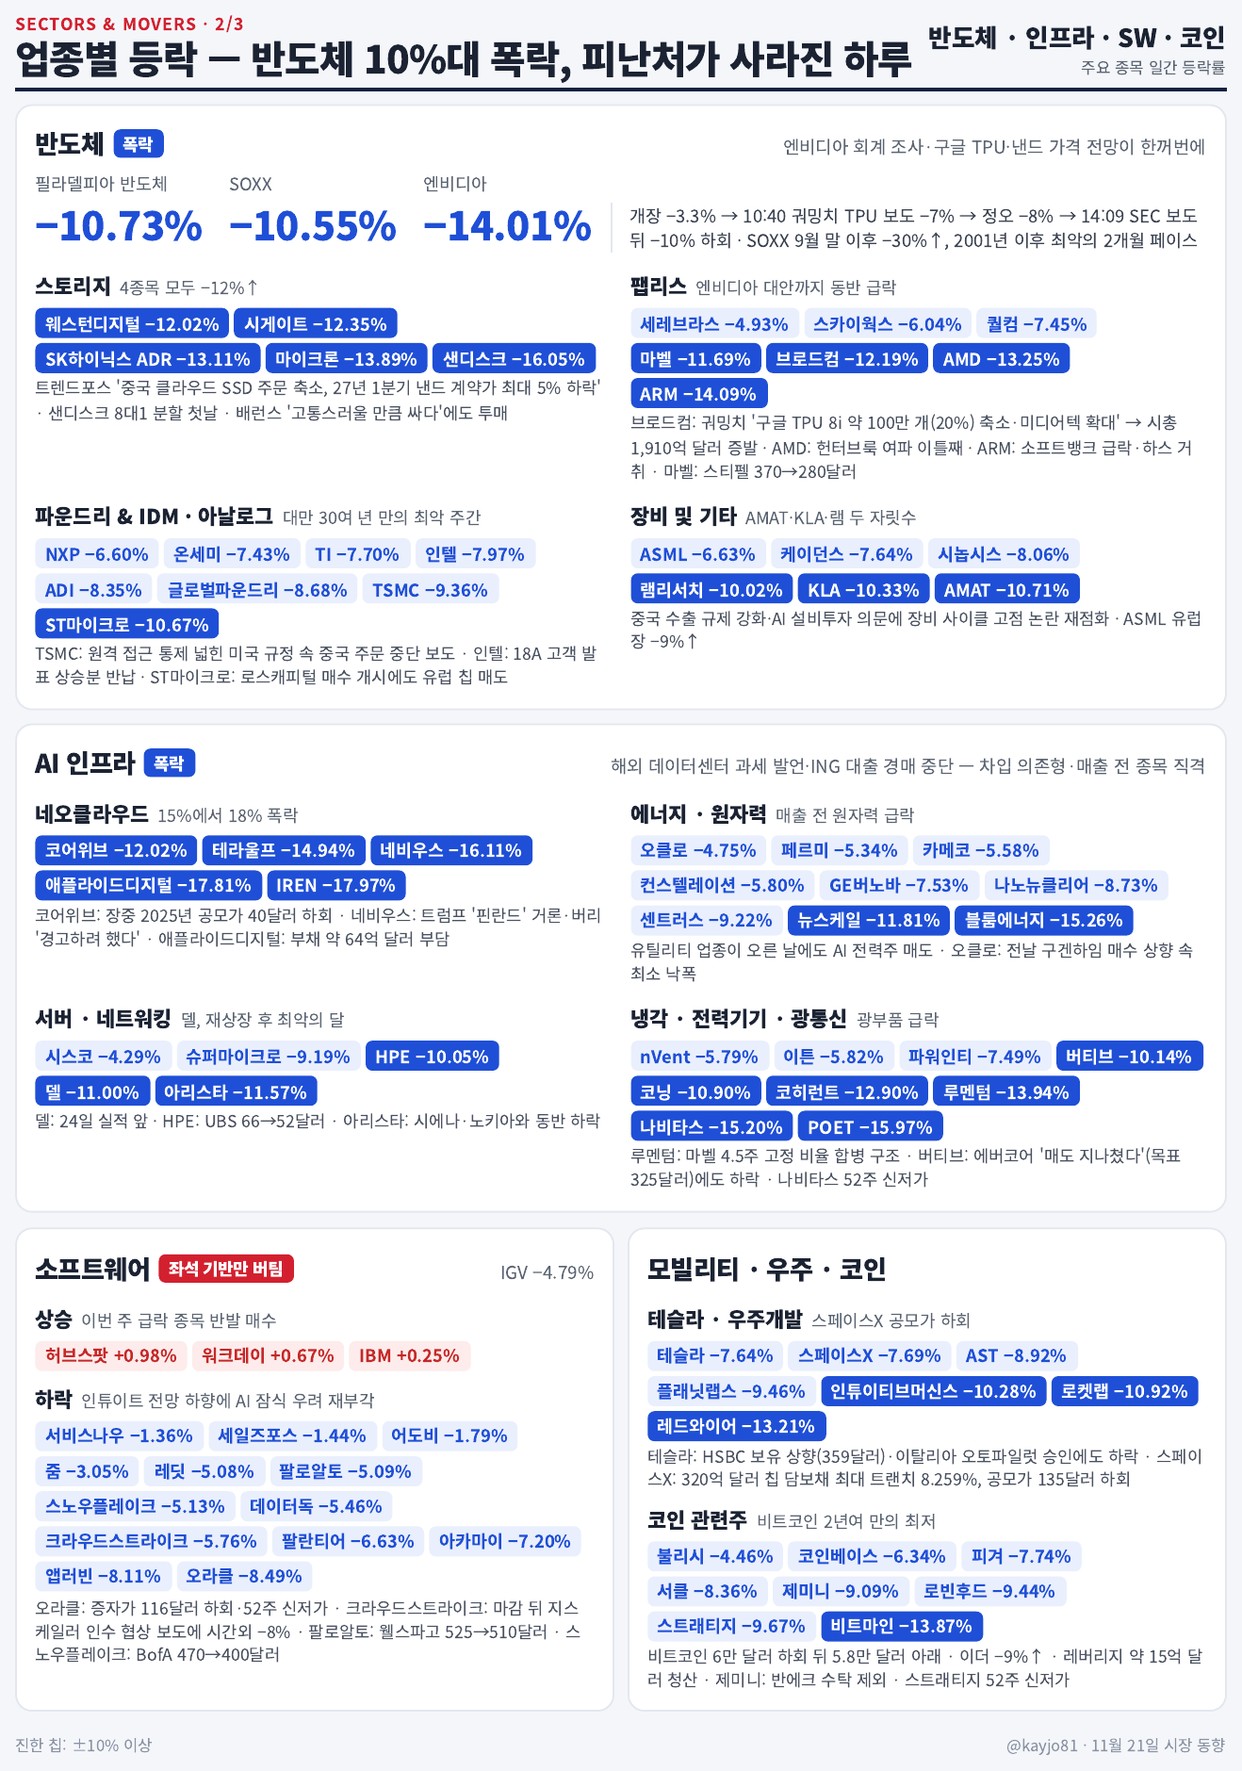 SECTORS & MOVERS · 2/3
업종별 등락 — 반도체 10%대 폭락, 피난처가 사라진 하루
반도체 · 인프라 · SW · 코인
주요 종목 일간 등락률
반도체 폭락
엔비디아 회계 조사·구글 TPU·낸드 가격 전망이 한꺼번에
필라델피아 반도체 SOXX 엔비디아
−10.73% −10.55% −14.01%
개장 −3.3% → 10:40 궈밍치 TPU 보도 −7% → 정오 −8% → 14:09 SEC 보도
뒤 −10% 하회 · SOXX 9월 말 이후 −30%↑, 2001년 이후 최악의 2개월 페이스
스토리지 4종목 모두 −12%↑
웨스턴디지털 −12.02% 시게이트 −12.35%
SK하이닉스 ADR −13.11% 마이크론 −13.89% 샌디스크 −16.05%
트렌드포스 '중국 클라우드 SSD 주문 축소, 27년 1분기 낸드 계약가 최대 5% 하락'
· 샌디스크 8대1 분할 첫날 · 배런스 '고통스러울 만큼 싸다'에도 투매
팹리스 엔비디아 대안까지 동반 급락
세레브라스 −4.93% 스카이웍스 −6.04% 퀄컴 −7.45%
마벨 −11.69% 브로드컴 −12.19% AMD −13.25%
ARM −14.09%
브로드컴: 궈밍치 '구글 TPU 8i 약 100만 개(20%) 축소·미디어텍 확대' → 시총
1,910억 달러 증발 · AMD: 헌터브룩 여파 이틀째 · ARM: 소프트뱅크 급락·하스 거
취 · 마벨: 스티펠 370→280달러
파운드리 & IDM · 아날로그 대만 30여 년 만의 최악 주간
NXP −6.60% 온세미 −7.43% TI −7.70% 인텔 −7.97%
ADI −8.35% 글로벌파운드리 −8.68% TSMC −9.36%
ST마이크로 −10.67%
TSMC: 원격 접근 통제 넓힌 미국 규정 속 중국 주문 중단 보도 · 인텔: 18A 고객 발
표 상승분 반납 · ST마이크로: 로스캐피털 매수 개시에도 유럽 칩 매도
장비 및 기타 AMAT·KLA·램 두 자릿수
ASML −6.63% 케이던스 −7.64% 시놉시스 −8.06%
램리서치 −10.02% KLA −10.33% AMAT −10.71%
중국 수출 규제 강화·AI 설비투자 의문에 장비 사이클 고점 논란 재점화 · ASML 유럽
장 −9%↑
AI 인프라 폭락
해외 데이터센터 과세 발언·ING 대출 경매 중단 — 차입 의존형·매출 전 종목 직격
네오클라우드 15%에서 18% 폭락
코어위브 −12.02% 테라울프 −14.94% 네비우스 −16.11%
애플라이드디지털 −17.81% IREN −17.97%
코어위브: 장중 2025년 공모가 40달러 하회 · 네비우스: 트럼프 '핀란드' 거론·버리
'경고하려 했다' · 애플라이드디지털: 부채 약 64억 달러 부담
에너지 · 원자력 매출 전 원자력 급락
오클로 −4.75% 페르미 −5.34% 카메코 −5.58%
컨스텔레이션 −5.80% GE버노바 −7.53% 나노뉴클리어 −8.73%
센트러스 −9.22% 뉴스케일 −11.81% 블룸에너지 −15.26%
유틸리티 업종이 오른 날에도 AI 전력주 매도 · 오클로: 전날 구겐하임 매수 상향 속
최소 낙폭
서버 · 네트워킹 델, 재상장 후 최악의 달
시스코 −4.29% 슈퍼마이크로 −9.19% HPE −10.05%
델 −11.00% 아리스타 −11.57%
델: 24일 실적 앞 · HPE: UBS 66→52달러 · 아리스타: 시에나·노키아와 동반 하락
냉각 · 전력기기 · 광통신 광부품 급락
nVent −5.79% 이튼 −5.82% 파워인티 −7.49% 버티브 −10.14%
코닝 −10.90% 코히런트 −12.90% 루멘텀 −13.94%
나비타스 −15.20% POET −15.97%
루멘텀: 마벨 4.5주 고정 비율 합병 구조 · 버티브: 에버코어 '매도 지나쳤다'(목표
325달러)에도 하락 · 나비타스 52주 신저가
소프트웨어 좌석 기반만 버팀
IGV −4.79%
상승 이번 주 급락 종목 반발 매수
허브스팟 +0.98% 워크데이 +0.67% IBM +0.25%
하락 인튜이트 전망 하향에 AI 잠식 우려 재부각
서비스나우 −1.36% 세일즈포스 −1.44% 어도비 −1.79%
줌 −3.05% 레딧 −5.08% 팔로알토 −5.09%
스노우플레이크 −5.13% 데이터독 −5.46%
크라우드스트라이크 −5.76% 팔란티어 −6.63% 아카마이 −7.20%
앱러빈 −8.11% 오라클 −8.49%
오라클: 증자가 116달러 하회·52주 신저가 · 크라우드스트라이크: 마감 뒤 지스
케일러 인수 협상 보도에 시간외 −8% · 팔로알토: 웰스파고 525→510달러 · 스
노우플레이크: BofA 470→400달러
모빌리티 · 우주 · 코인
테슬라 · 우주개발 스페이스X 공모가 하회
테슬라 −7.64% 스페이스X −7.69% AST −8.92%
플래닛랩스 −9.46% 인튜이티브머신스 −10.28% 로켓랩 −10.92%
레드와이어 −13.21%
테슬라: HSBC 보유 상향(359달러)·이탈리아 오토파일럿 승인에도 하락 · 스페이
스X: 320억 달러 칩 담보채 최대 트랜치 8.259%, 공모가 135달러 하회
코인 관련주 비트코인 2년여 만의 최저
불리시 −4.46% 코인베이스 −6.34% 피겨 −7.74%
서클 −8.36% 제미니 −9.09% 로빈후드 −9.44%
스트래티지 −9.67% 비트마인 −13.87%
비트코인 6만 달러 하회 뒤 5.8만 달러 아래 · 이더 −9%↑ · 레버리지 약 15억 달
러 청산 · 제미니: 반에크 수탁 제외 · 스트래티지 52주 신저가
진한 칩: ±10% 이상
@kayjo81 · 11월 21일 시장 동향